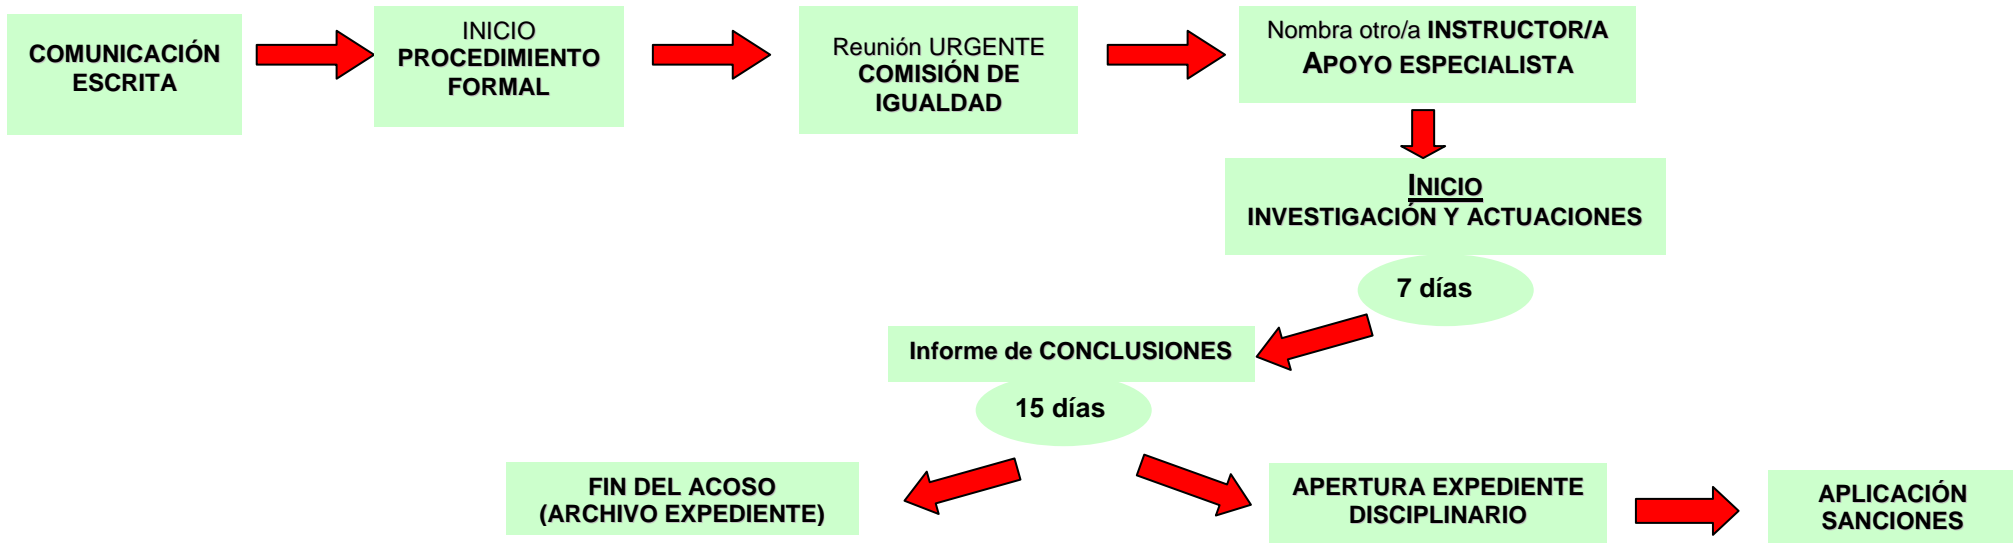 COMUNICACIÓN
ESCRITA
INICIO
PROCEDIMIENTO
FORMAL
Reunión URGENTE
COMISIÓN DE
IGUALDAD
Nombra otro/a INSTRUCTOR/A
APOYO ESPECIALISTA
INICIO
INVESTIGACIÓN Y ACTUACIONES
7 días
Informe de CONCLUSIONES
15 días
FIN DEL ACOSO
(ARCHIVO EXPEDIENTE)
APERTURA EXPEDIENTE
DISCIPLINARIO
APLICACIÓN
SANCIONES